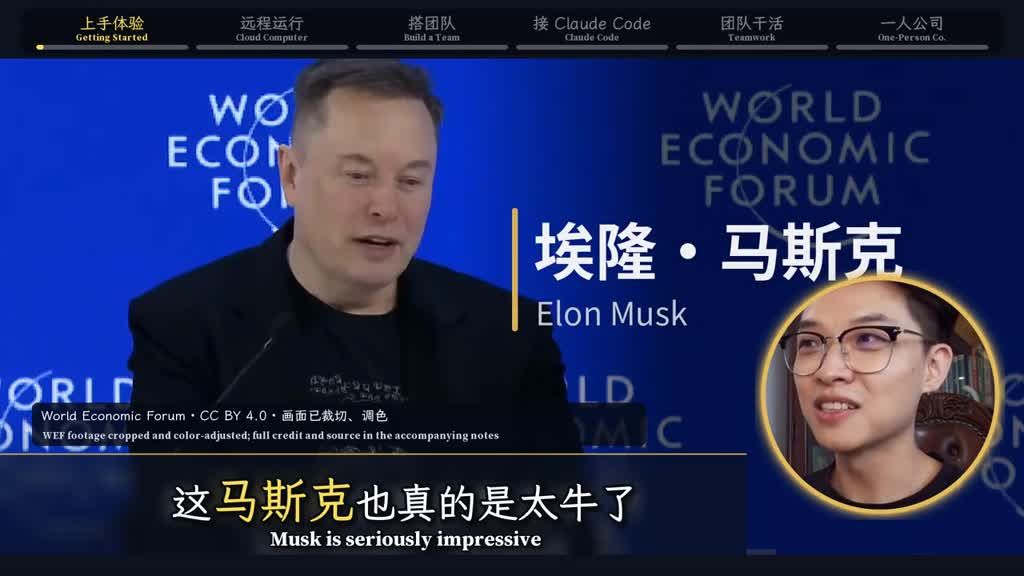 上手体验
Getting Started
远程运行
Cloud Computer
搭团队
Build a Team
接 Claude Code
Claude Code
团队干活
Teamwork
一人公司
One-Person Co.
WORLD
ECONOMIC
FORUM
埃隆·马斯克
Elon Musk
World Economic Forum·CC BY 4.0·画面已裁切、调色
WEF footage cropped and color-adjusted; full credit and source in the accompanying notes
这马斯克也真的是太牛了
Musk is seriously impressive